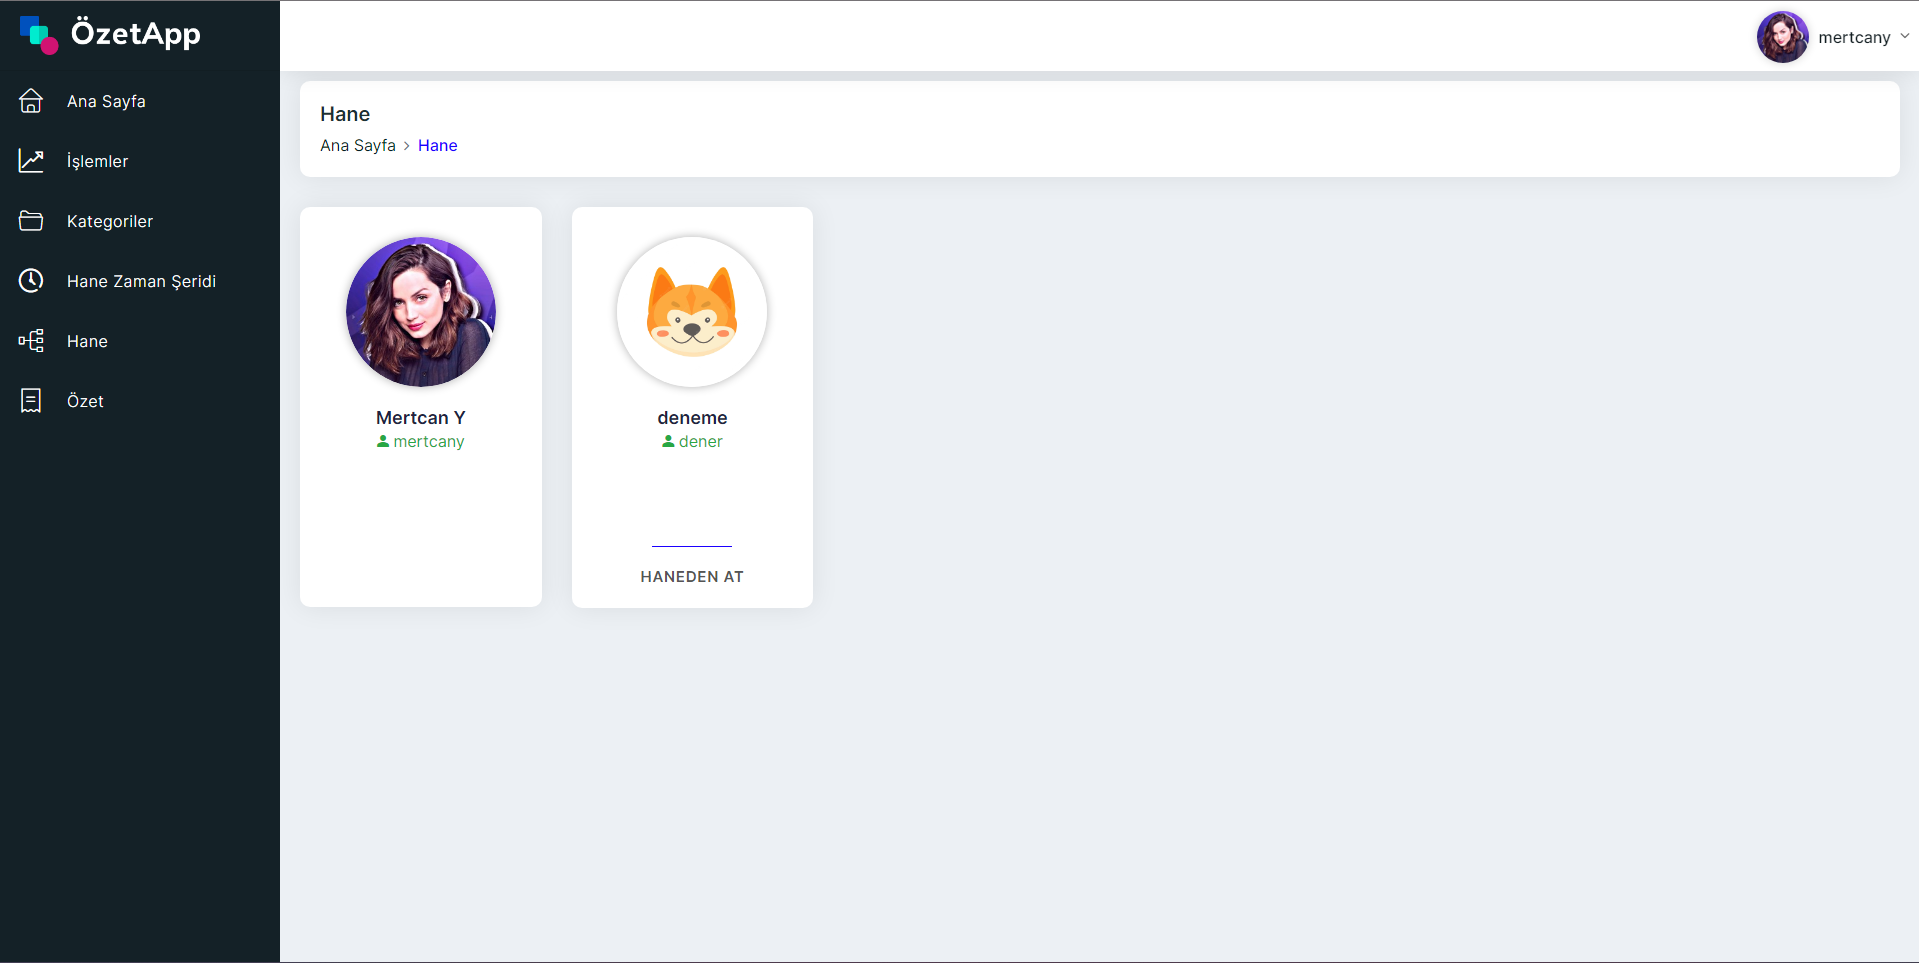 ÖzetApp
mertcany
Ana Sayfa
İşlemler
Kategoriler
Hane Zaman Şeridi
Hane
Özet
Hane
Ana Sayfa > Hane
Mertcan Y
mertcany
deneme
dener
HANEDEN AT